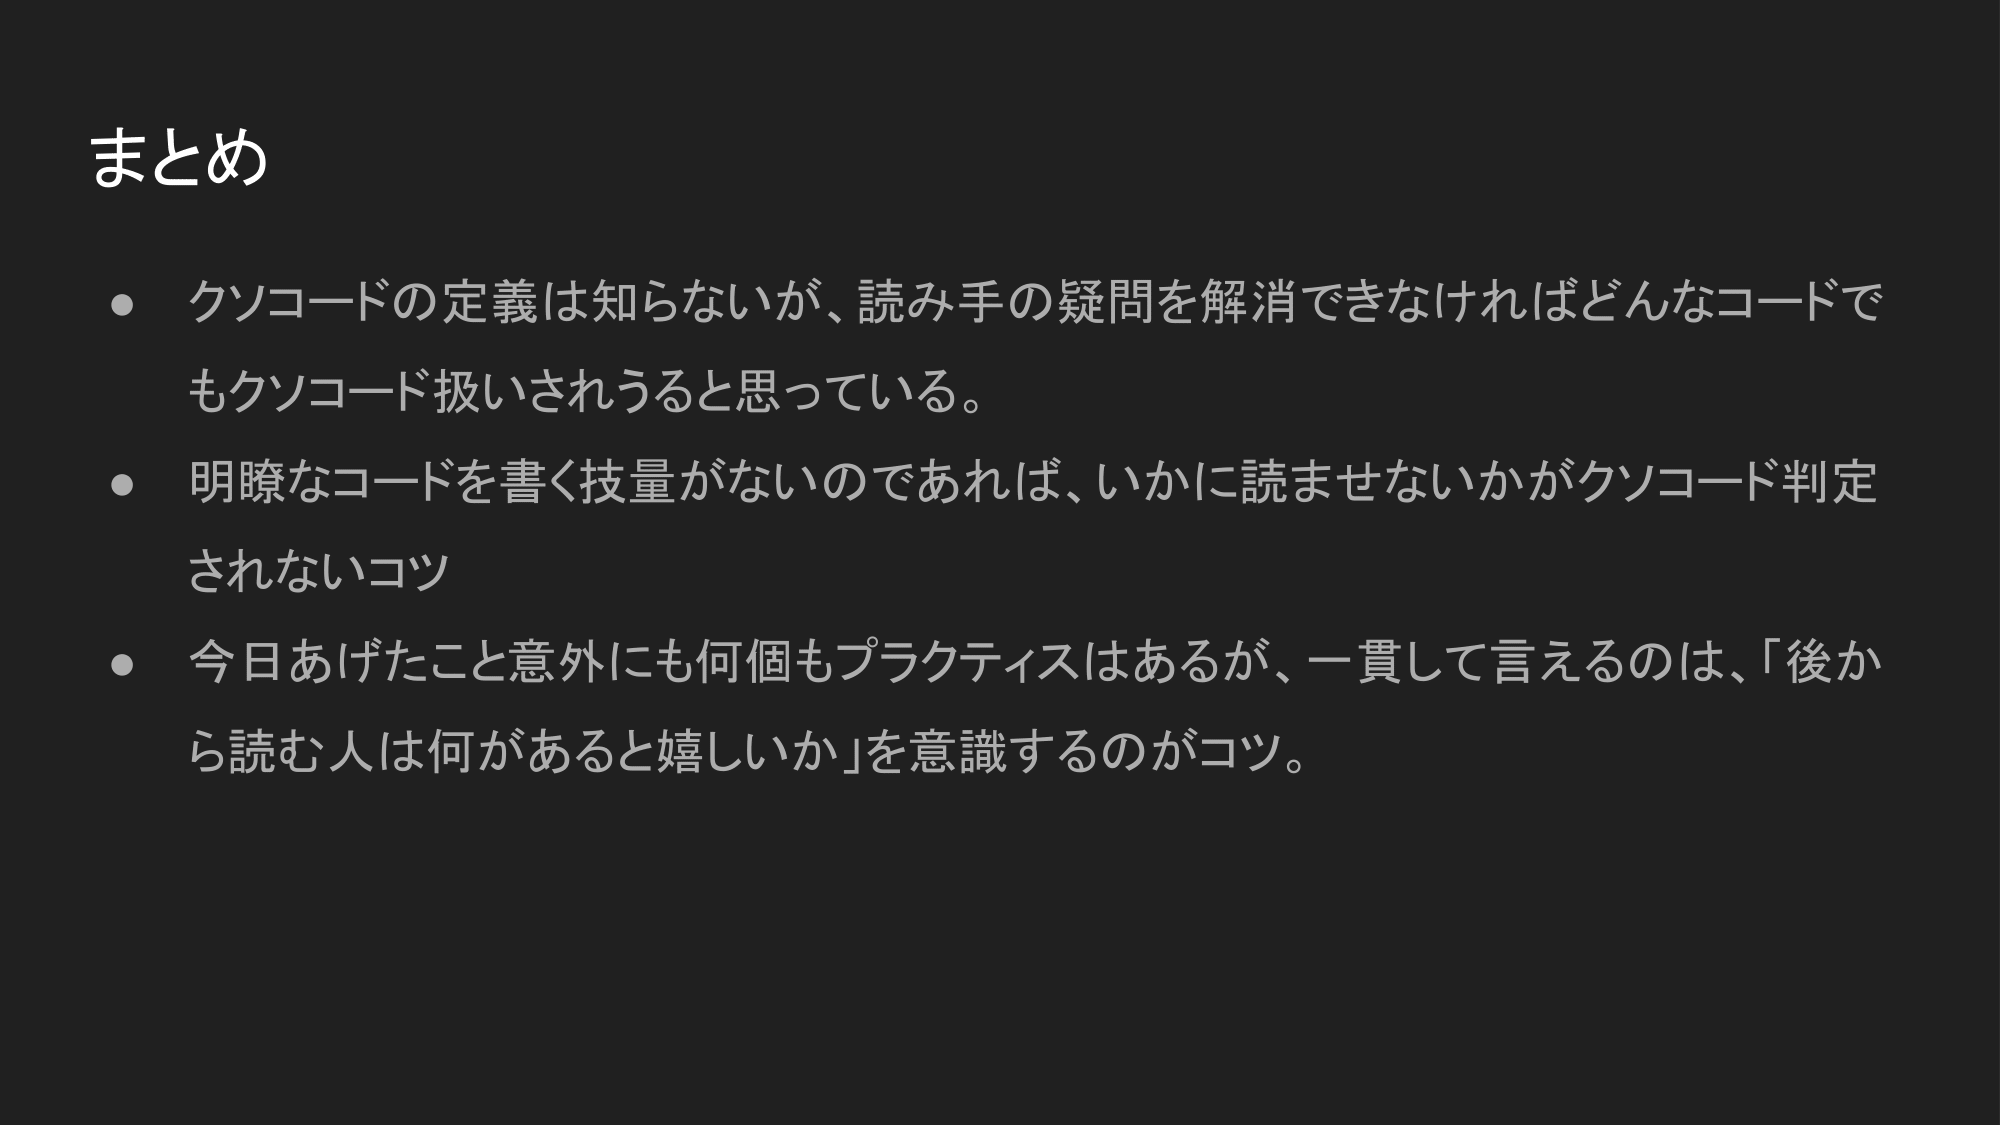 まとめ
● クソコードの定義は知らないが、読み手の疑問を解消できなければどんなコードで
もクソコード扱いされうると思っている。
● 明瞭なコードを書く技量がないのであれば、いかに読ませないかがクソコード判定
されないコツ
● 今日あげたこと意外にも何個もプラクティスはあるが、一貫して言えるのは、「後か
ら読む人は何があると嬉しいか」を意識するのがコツ。